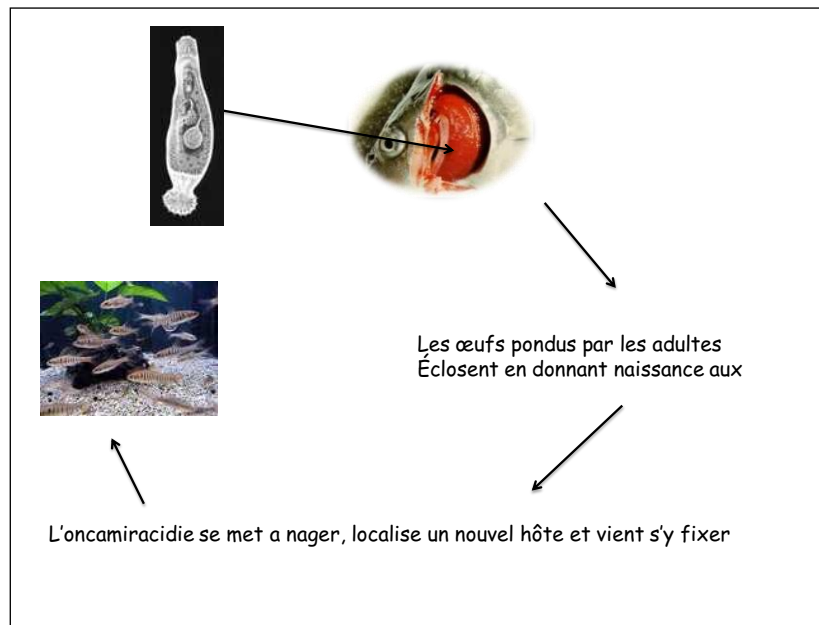 Les œufs pondus par les adultes
Éclosent en donnant naissance aux
L'oncamiracidie se met a nager, localise un nouvel hôte et vient s'y fixer